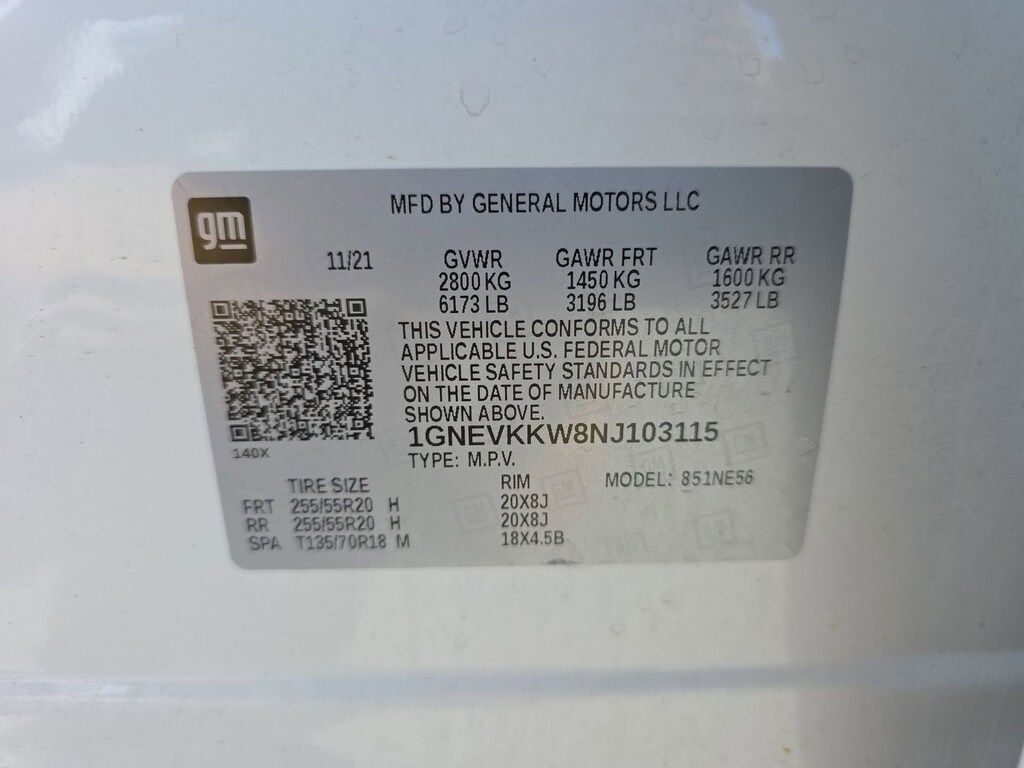 gm
MFD BY GENERAL MOTORS LLC
11/21
GVWR GAWR FRT GAWR RR
2800 KG 1450 KG 1600 KG
6173 LB 3196 LB 3527 LB
THIS VEHICLE CONFORMS TO ALL
APPLICABLE U.S. FEDERAL MOTOR
VEHICLE SAFETY STANDARDS IN EFFECT
ON THE DATE OF MANUFACTURE
SHOWN ABOVE.
1GNEVKKW8NJ103115
140X
TYPE: M.P.V.
TIRE SIZE RIM MODEL: 851NE56
FRT 255/55R20 H 20X8J
RR 255/55R20 H 20X8J
SPA T135/70R18 M 18X4.5B